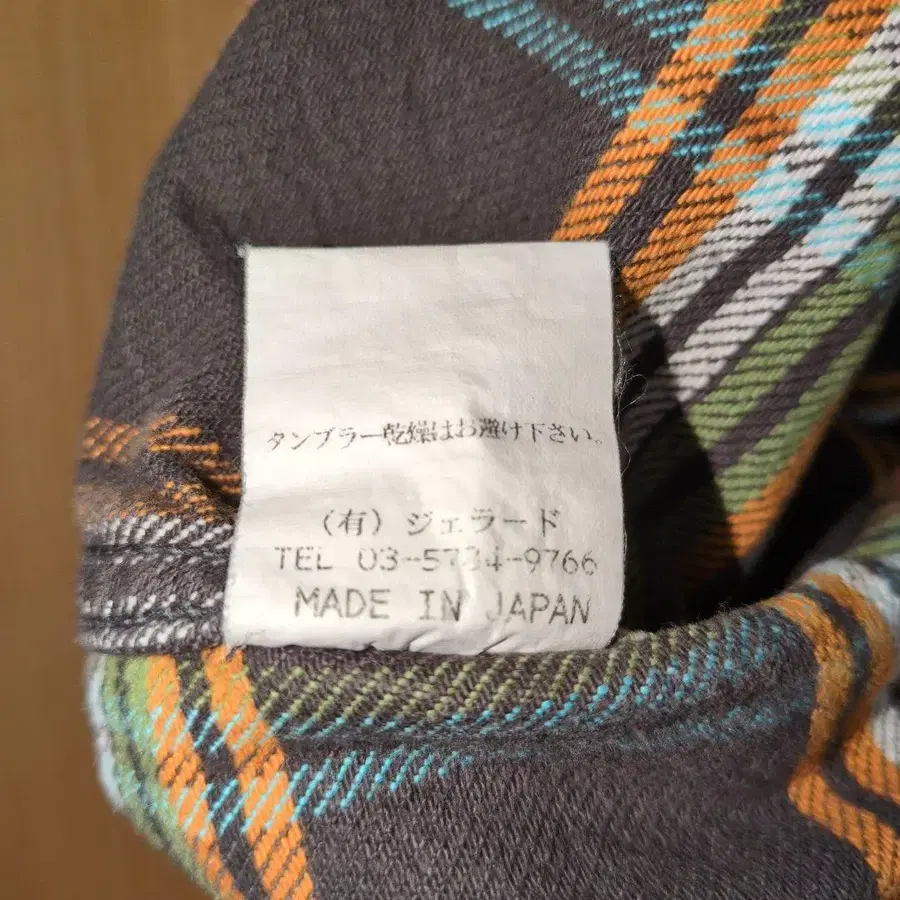 タンブラー乾燥はお避け下さい。
（有）ジェラード
TEL 03-5784-9766
MADE IN JAPAN